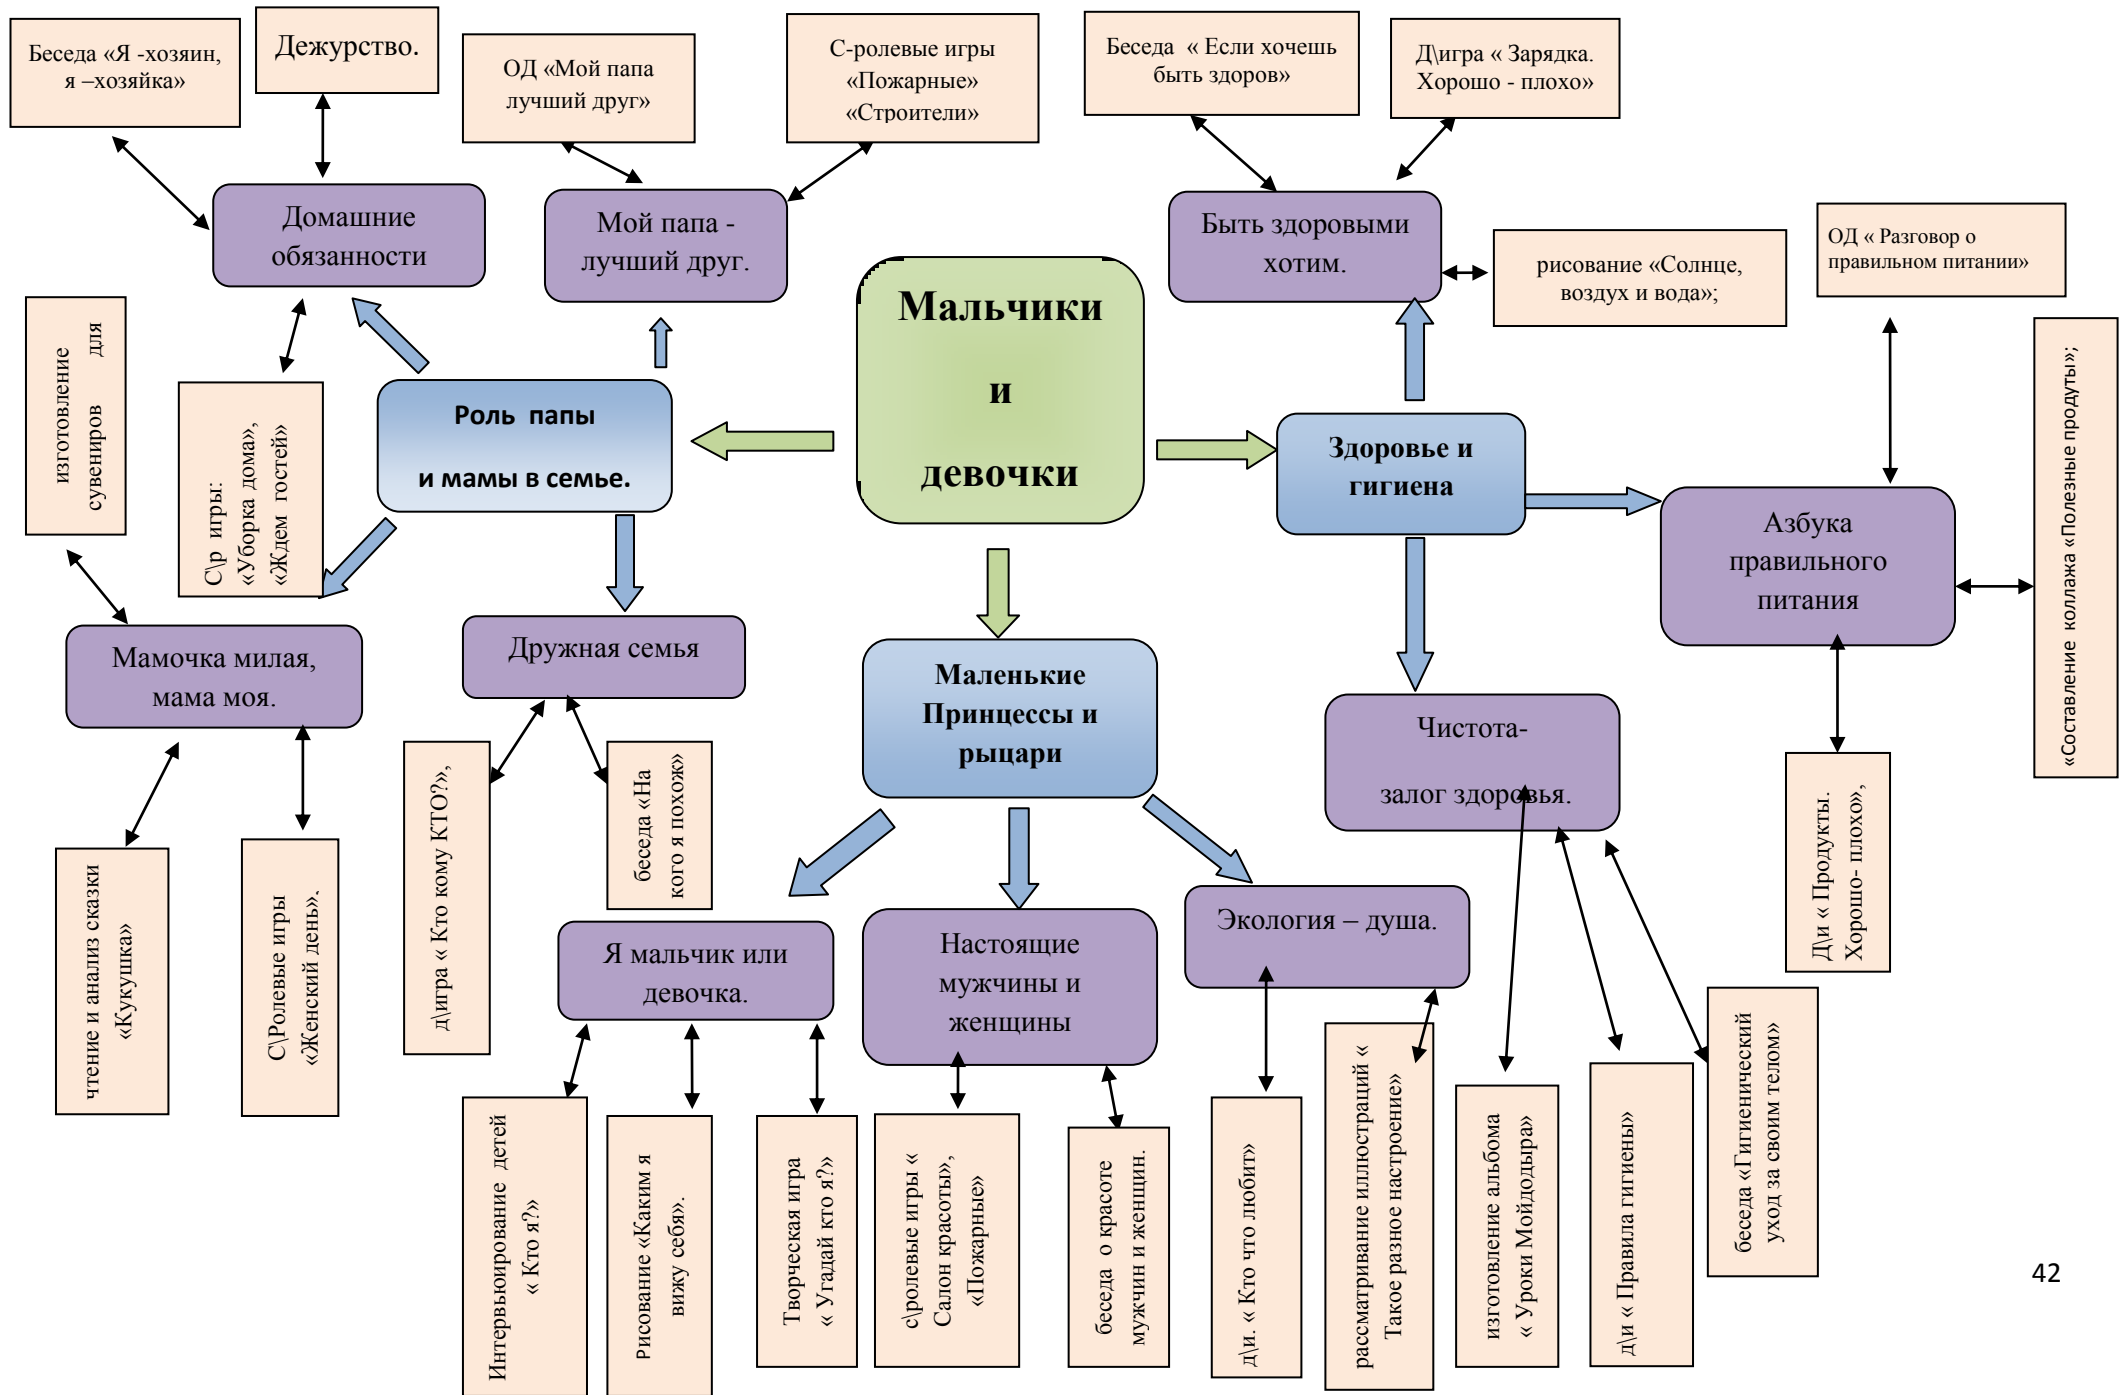 Беседа «Я -хозяин,
я –хозяйка»
Дежурство.
ОД «Мой папа
лучший друг»
С-ролевые игры
«Пожарные»
«Строители»
Беседа « Если хочешь
быть здоров»
Д\игра « Зарядка.
Хорошо - плохо»
Домашние
обязанности
Мой папа -
лучший друг.
Быть здоровыми
хотим.
рисование «Солнце,
воздух и вода»;
ОД « Разговор о
правильном питании»
изготовление
сувениров для
С\р игры:
«Уборка дома»,
«Ждем гостей»
Роль папы
и мамы в семье.
Мальчики
и
девочки
Здоровье и
гигиена
Азбука
правильного
питания
«Составление коллажа «Полезные продуты»;
Мамочка милая,
мама моя.
Дружная семья
Маленькие
Принцессы и
рыцари
Чистота-
залог здоровья.
д\игра « Кто кому КТО?»,
беседа «На
кого я похож»
Д\и « Продукты.
Хорошо- плохо»,
чтение и анализ сказки
«Кукушка»
С\Ролевые игры
«Женский день».
Я мальчик или
девочка.
Настоящие
мужчины и
женщины
Экология – душа.
Интервьюирование детей
« Кто я?»
Рисование «Каким я
вижу себя».
Творческая игра
« Угадай кто я?»
с\ролевые игры «
Салон красоты»,
«Пожарные»
беседа о красоте
мужчин и женщин.
д\и. « Кто что любит»
рассматривание иллюстраций «
Такое разное настроение»
изготовление альбома
« Уроки Мойдодыра»
д\и « Правила гигиены»
беседа «Гигиенический
уход за своим телом»
42